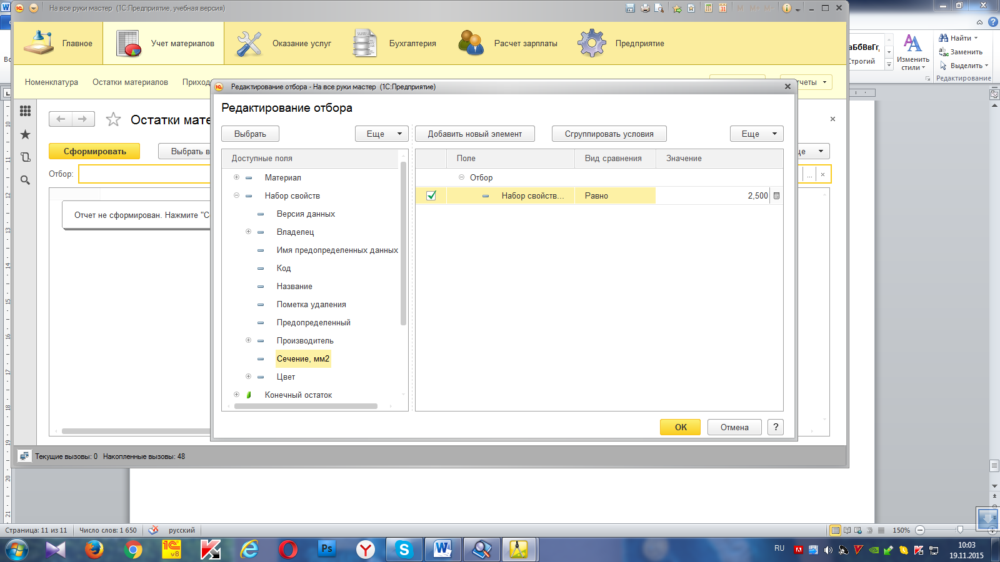 На все руки мастер (1С:Предприятие, учебная версия)
Главное
Учет материалов
Оказание услуг
Бухгалтерия
Расчет зарплаты
Предприятие
Номенклатура
Остатки материалов
Приход
четы
Остатки мате
Сформировать
Выбрать в
ще
Отбор:
...
Отчет не сформирован. Нажмите "С
Редактирование отбора - На все руки мастер (1С:Предприятие)
Редактирование отбора
Выбрать
Еще
Добавить новый элемент
Сгруппировать условия
Еще
Доступные поля
Поле
Вид сравнения
Значение
Материал
Отбор
Набор свойств
Набор свойств...
Равно
2,500
Версия данных
Владелец
Имя предопределенных данных
Код
Название
Пометка удаления
Предопределенный
Производитель
Сечение, мм2
Цвет
Конечный остаток
ОК
Отмена
?
Текущие вызовы: 0 Накопленные вызовы: 48
аБбВвГг,
Строгий
Изменить
стили
Найти
Заменить
Выделить
Редактирование
Страница: 11 из 11
Число слов: 1 650
русский
150%
RU
10:03
19.11.2015